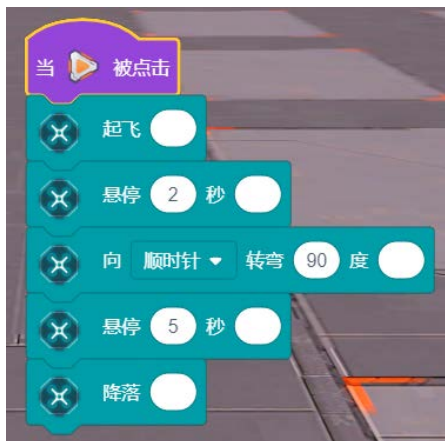 当 被点击
起飞
悬停 2 秒
向 顺时针 转弯 90 度
悬停 5 秒
降落